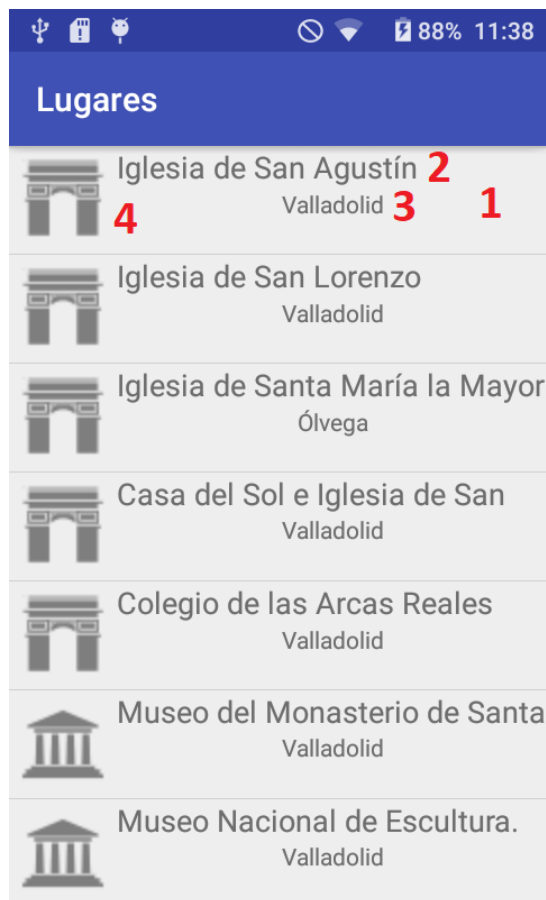 88% 11:38
Lugares
Iglesia de San Agustín 2
Valladolid 3 1
4
Iglesia de San Lorenzo
Valladolid
Iglesia de Santa María la Mayor
Ólvega
Casa del Sol e Iglesia de San
Valladolid
Colegio de las Arcas Reales
Valladolid
Museo del Monasterio de Santa
Valladolid
Museo Nacional de Escultura.
Valladolid